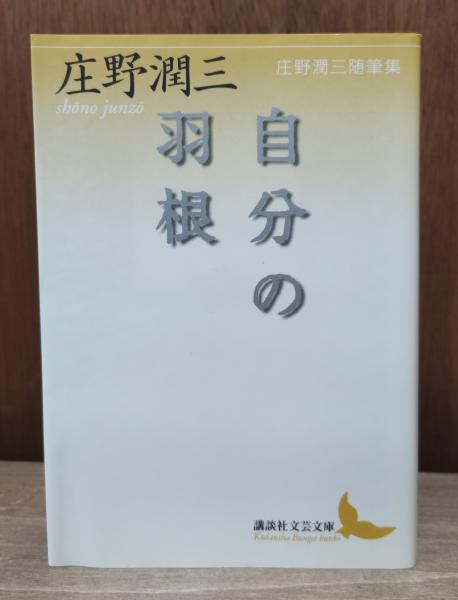 庄野潤三
shōno junzō
庄野潤三随筆集
自分の
羽根
講談社文芸文庫
Kōdansha Bungei bunko